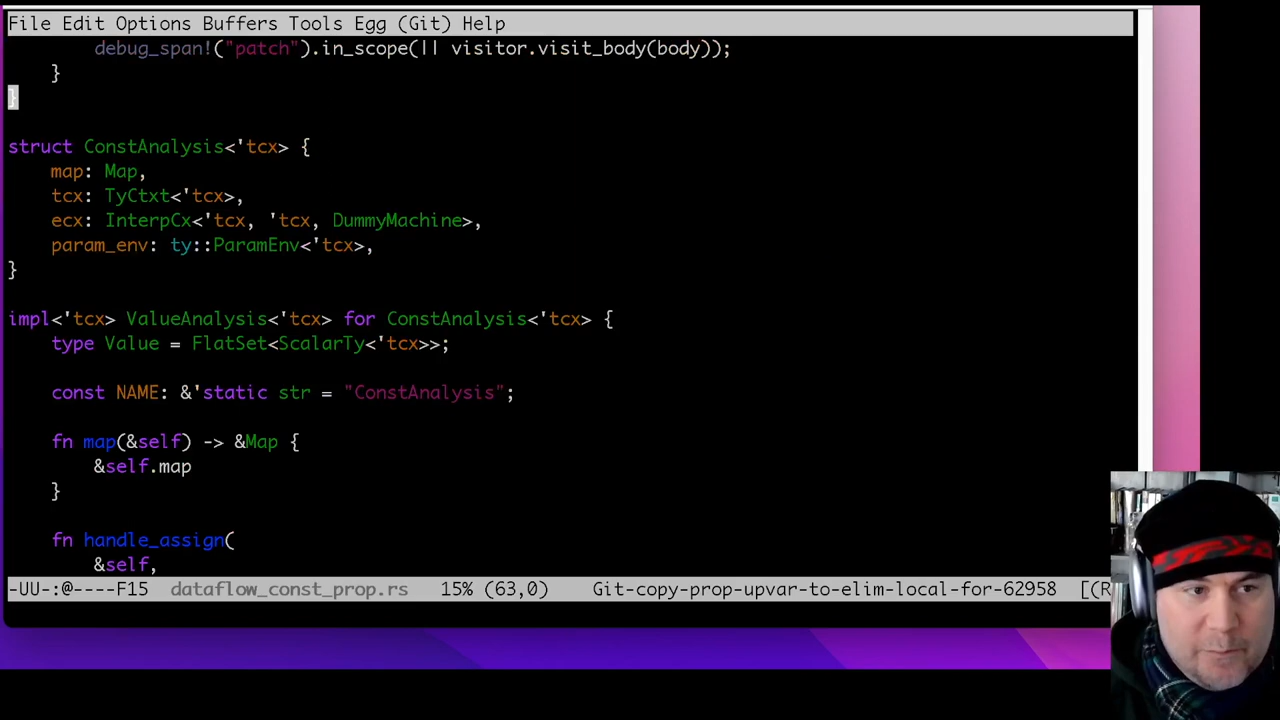 File Edit Options Buffers Tools Egg (Git) Help
        debug_span!("patch").in_scope(|| visitor.visit_body(body));
    }
}
struct ConstAnalysis<'tcx> {
    map: Map,
    tcx: TyCtxt<'tcx>,
    ecx: InterpCx<'tcx, 'tcx, DummyMachine>,
    param_env: ty::ParamEnv<'tcx>,
}
impl<'tcx> ValueAnalysis<'tcx> for ConstAnalysis<'tcx> {
    type Value = FlatSet<ScalarTy<'tcx>>;
    const NAME: &'static str = "ConstAnalysis";
    fn map(&self) -> &Map {
        &self.map
    }
    fn handle_assign(
        &self,
-UU-:@----F15  dataflow_const_prop.rs   15% (63,0)    Git-copy-prop-upvar-to-elim-local-for-62958  [(R